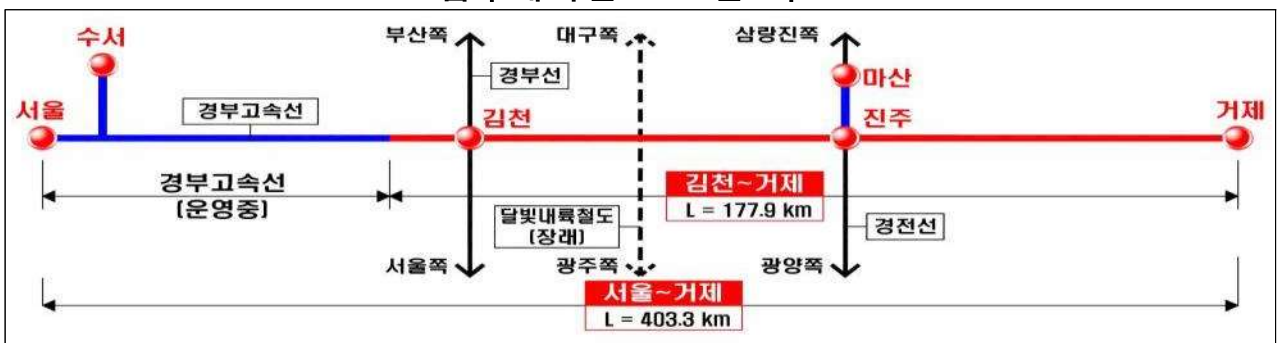 수서
부산쪽
대구쪽
삼랑진쪽
경부선
마산
서울
경부고속선
김천
진주
거제
경부고속선
(운영중)
김천~거제
L = 177.9 km
달빛내륙철도
(장래)
경전선
서울쪽
광주쪽
광양쪽
서울~거제
L = 403.3 km